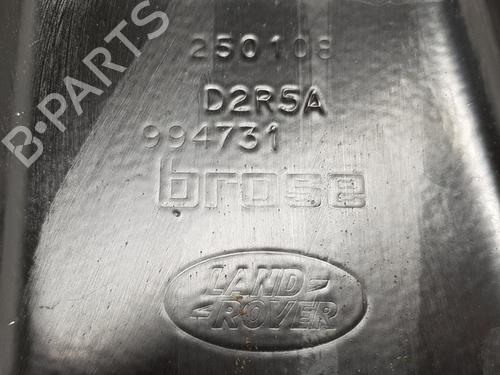 B-PARTS
250108
D2R5A
994731
brose
LAND-
-ROVER